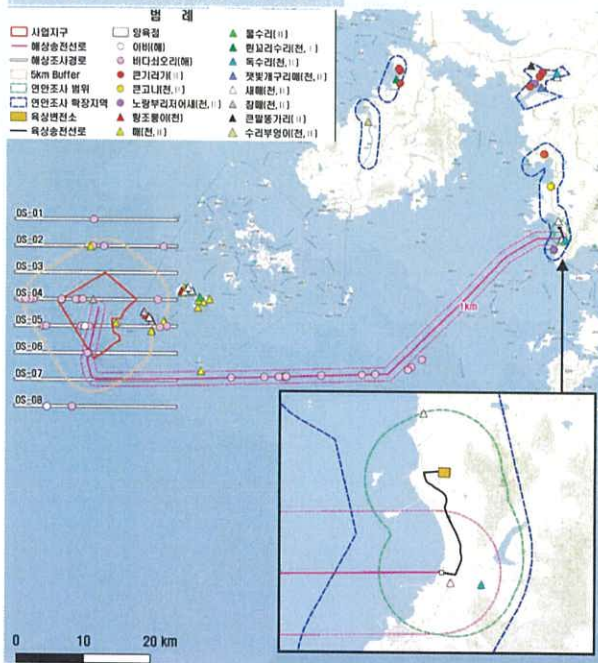 범 례
사업지구
해상송전선로
해상조사경로
5km Buffer
연안조사 범위
연안조사 확장지역
육상변전소
육상송전선로
양육점
아비(해)
바다쇠오리(해)
큰기러기(II)
큰고니(천, II)
노랑부리저어새(천, II)
황조롱이(천)
매(천, I)
물수리(II)
흰꼬리수리(천, I)
독수리(천, II)
잿빛개구리매(천, II)
새매(천, II)
참매(천, II)
큰말똥가리(II)
수리부엉이(천, II)
OS-01
OS-02
OS-03
OS-04
OS-05
OS-06
OS-07
OS-08
1km
0 10 20 km